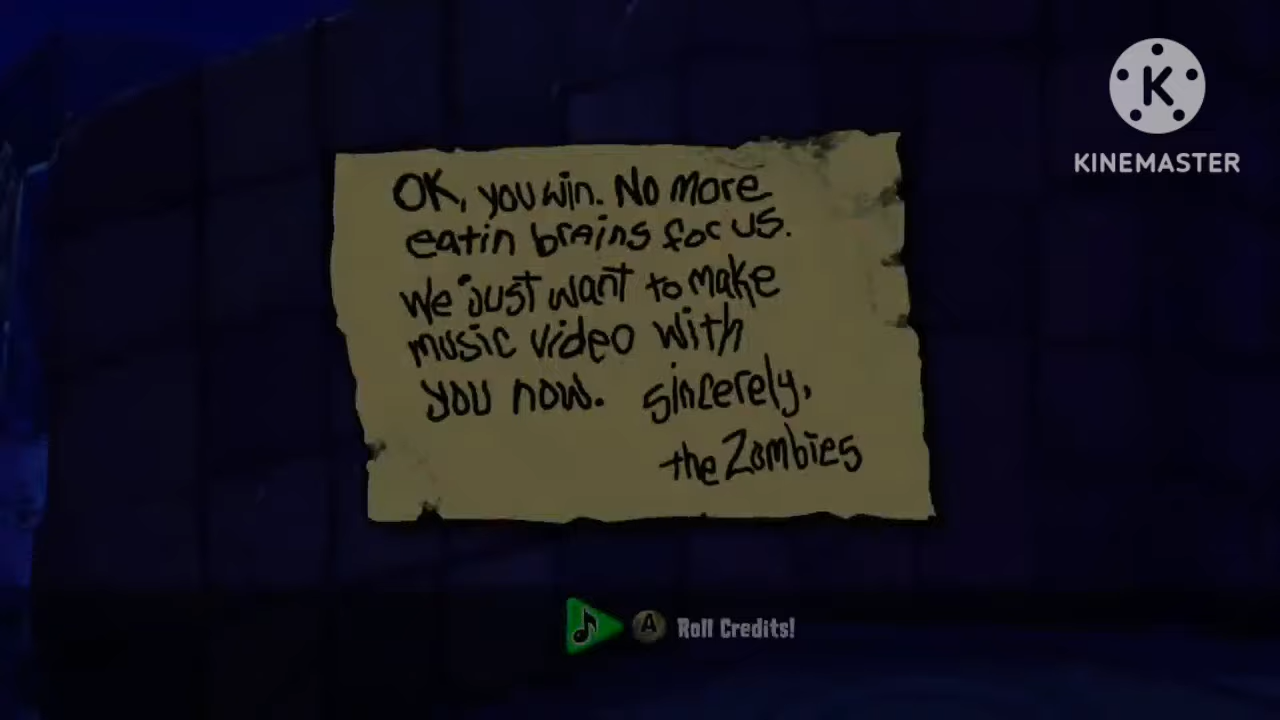 OK, you win. No more
eatin brains for us.
We just want to make
music video with
you now. sincerely,
the Zombies
K
KINEMASTER
A Roll Credits!